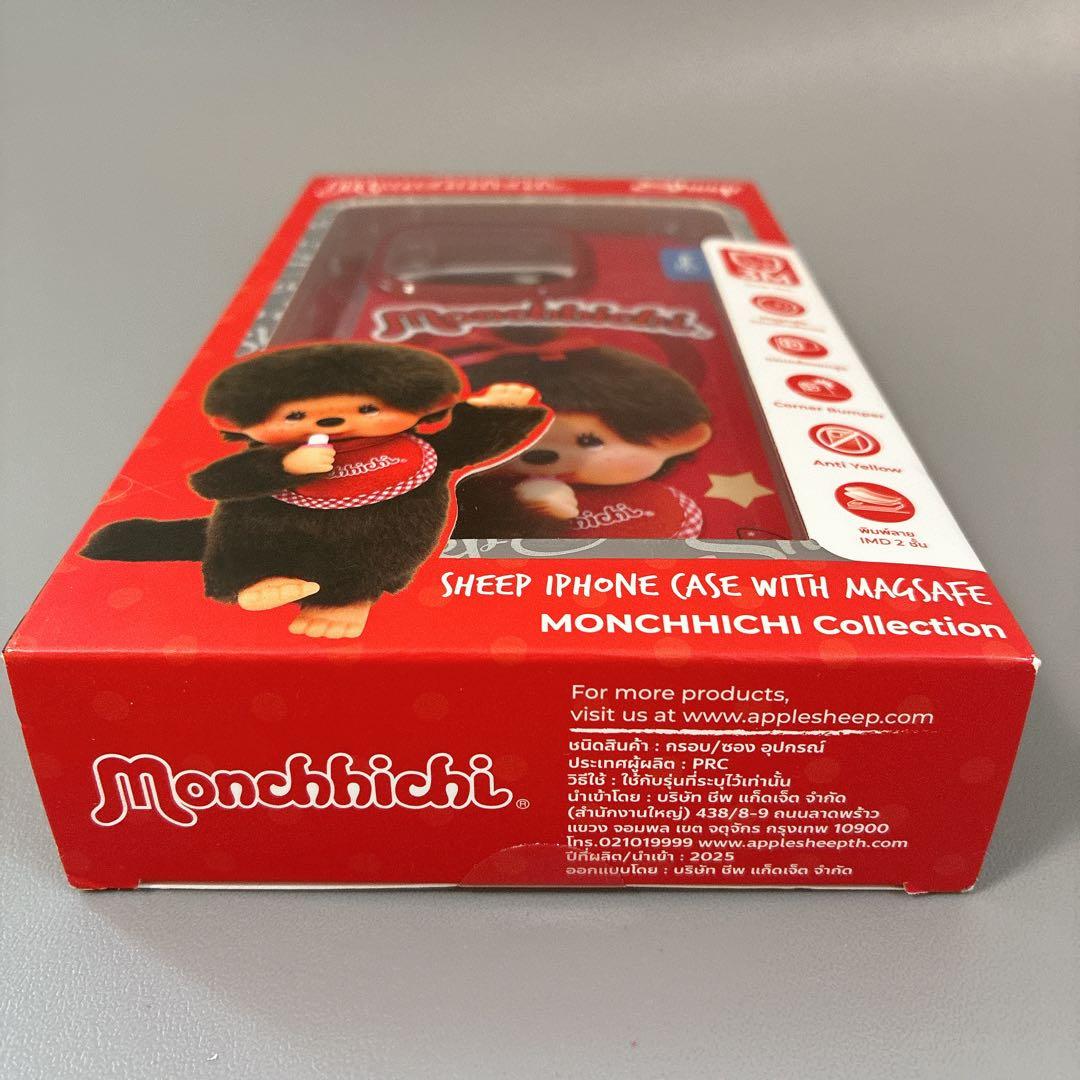 Monchhichi
Monchhichi
Corner Bumper
Anti Yellow
พิมพ์ลาย
IMD 2 ชั้น
SHEEP IPHONE CASE WITH MAGSAFE
MONCHHICHI Collection
Monchhichi®
For more products,
visit us at www.applesheep.com
ชนิดสินค้า : กรอบ/ซอง อุปกรณ์
ประเทศผู้ผลิต : PRC
วิธีใช้ : ใช้กับรุ่นที่ระบุไว้เท่านั้น
นำเข้าโดย : บริษัท ชีพ แก็ดเจ็ต จำกัด
(สำนักงานใหญ่) 438/8-9 ถนนลาดพร้าว
แขวง จอมพล เขต จตุจักร กรุงเทพ 10900
โทร.021019999 www.applesheepth.com
ปีที่ผลิต/นำเข้า : 2025
ออกแบบโดย : บริษัท ชีพ แก็ดเจ็ต จำกัด